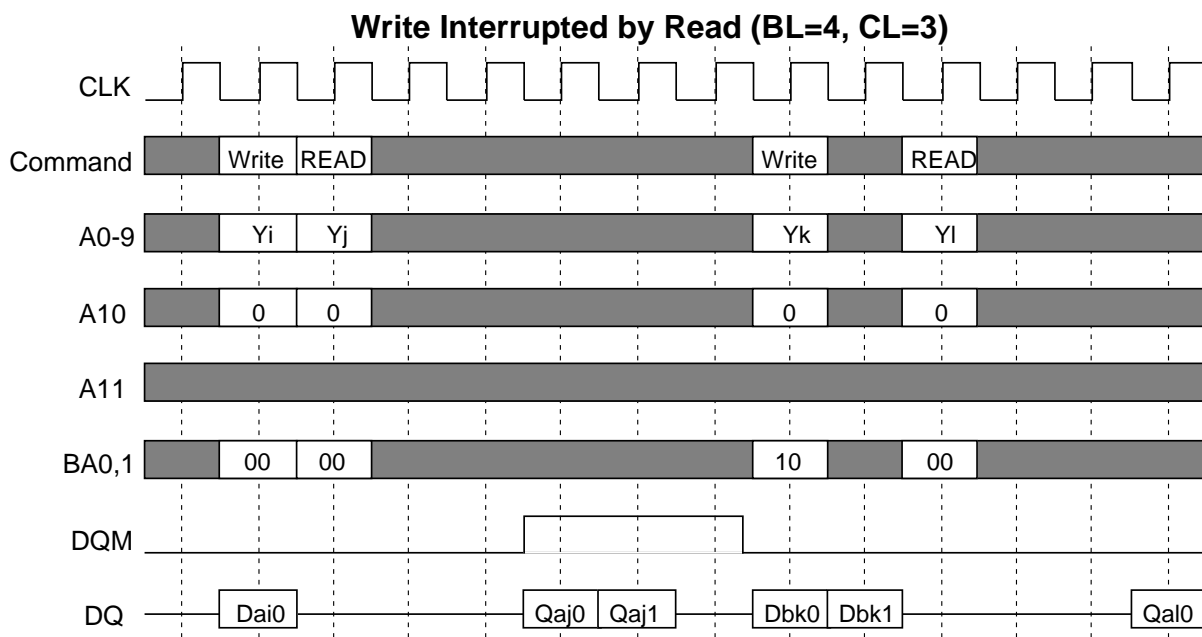 Write Interrupted by Read (BL=4, CL=3)
CLK
Command Write READ Write READ
A0-9 Yi Yj Yk Yl
A10 0 0 0 0
A11
BA0,1 00 00 10 00
DQM
DQ Dai0 Qaj0 Qaj1 Dbk0 Dbk1 Qal0